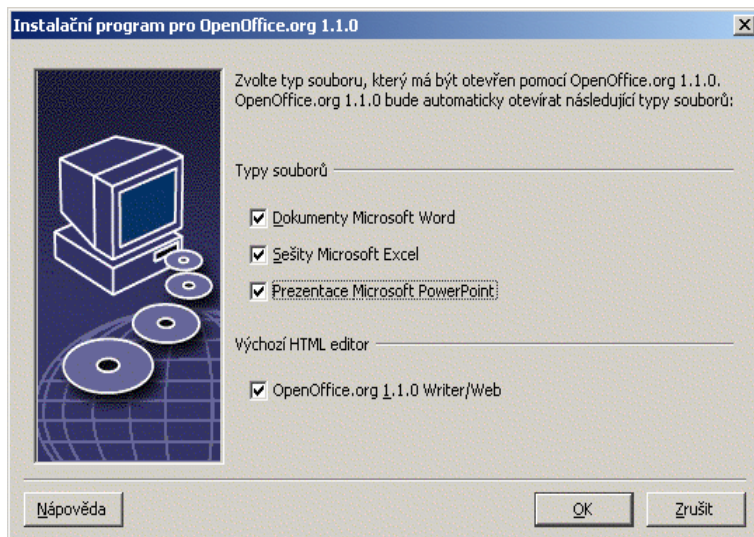 Instalační program pro OpenOffice.org 1.1.0
Zvolte typ souboru, který má být otevřen pomocí OpenOffice.org 1.1.0.
OpenOffice.org 1.1.0 bude automaticky otevírat následující typy souborů:
Typy souborů
Dokumenty Microsoft Word
Sešity Microsoft Excel
Prezentace Microsoft PowerPoint
Výchozí HTML editor
OpenOffice.org 1.1.0 Writer/Web
Nápověda
OK
Zrušit